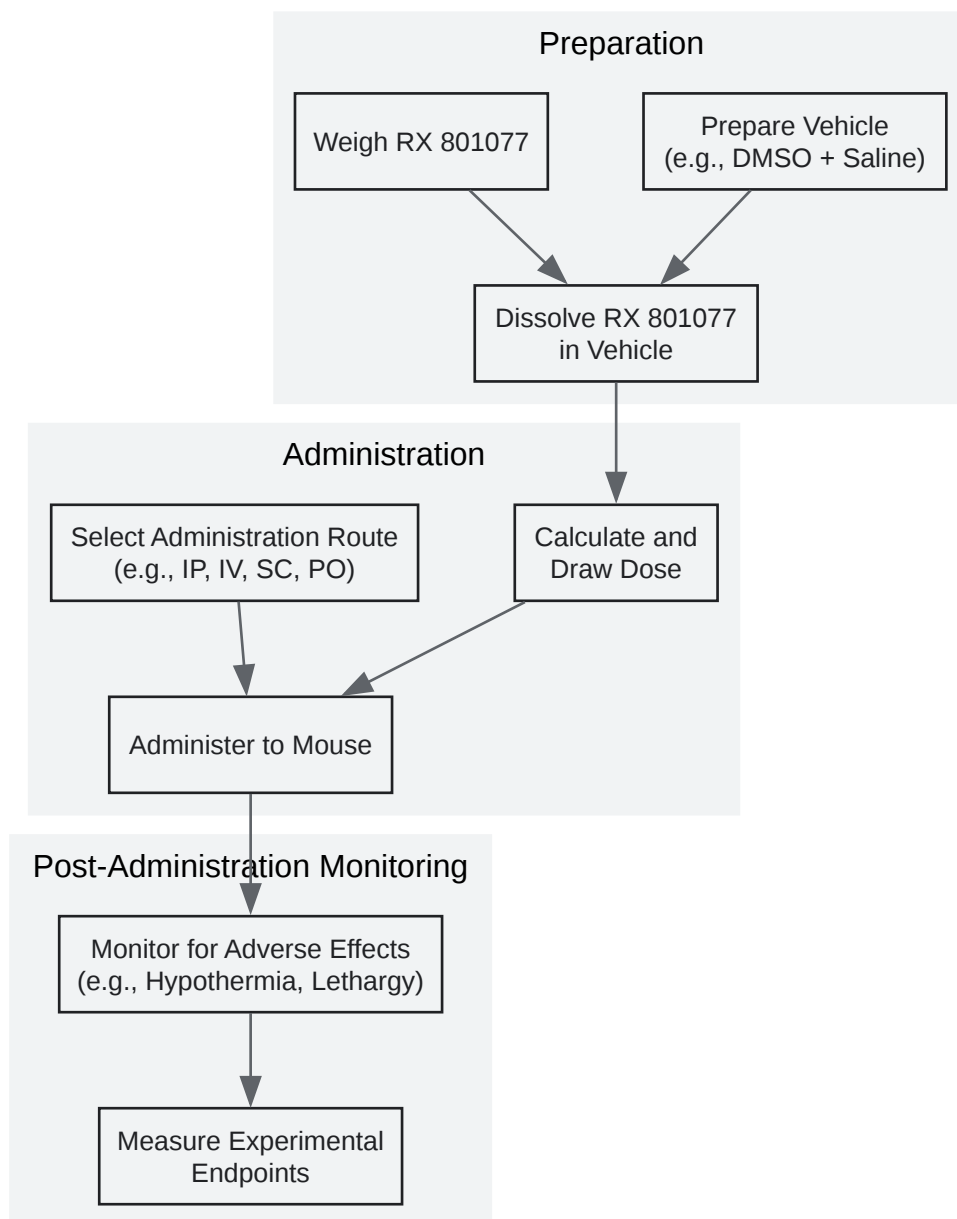 Preparation
Weigh RX 801077
Prepare Vehicle
(e.g., DMSO + Saline)
Dissolve RX 801077
in Vehicle
Administration
Select Administration Route
(e.g., IP, IV, SC, PO)
Calculate and
Draw Dose
Administer to Mouse
Post-Administration Monitoring
Monitor for Adverse Effects
(e.g., Hypothermia, Lethargy)
Measure Experimental
Endpoints